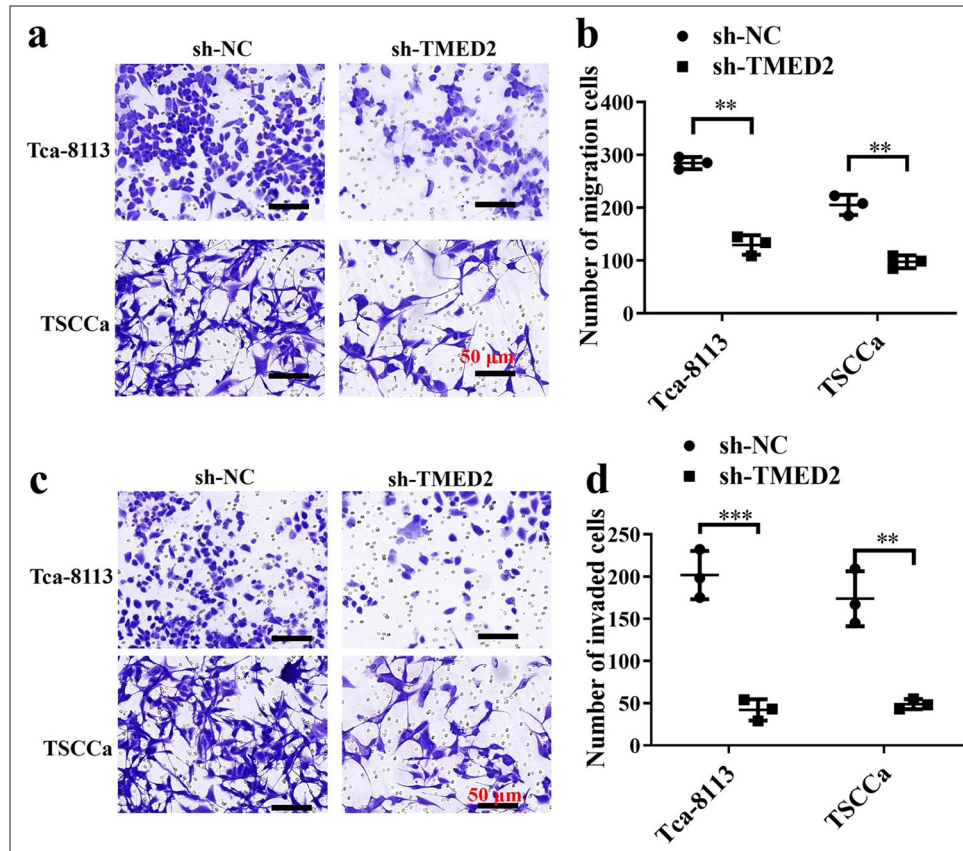 a
sh-NC
sh-TMED2
Tca-8113
TSCCa
50 μm
b
sh-NC
sh-TMED2
Number of migration cells
400
300
200
100
0
**
**
Tca-8113
TSCCa
c
sh-NC
sh-TMED2
Tca-8113
TSCCa
50 μm
d
sh-NC
sh-TMED2
Number of invaded cells
250
200
150
100
50
0
***
**
Tca-8113
TSCCa